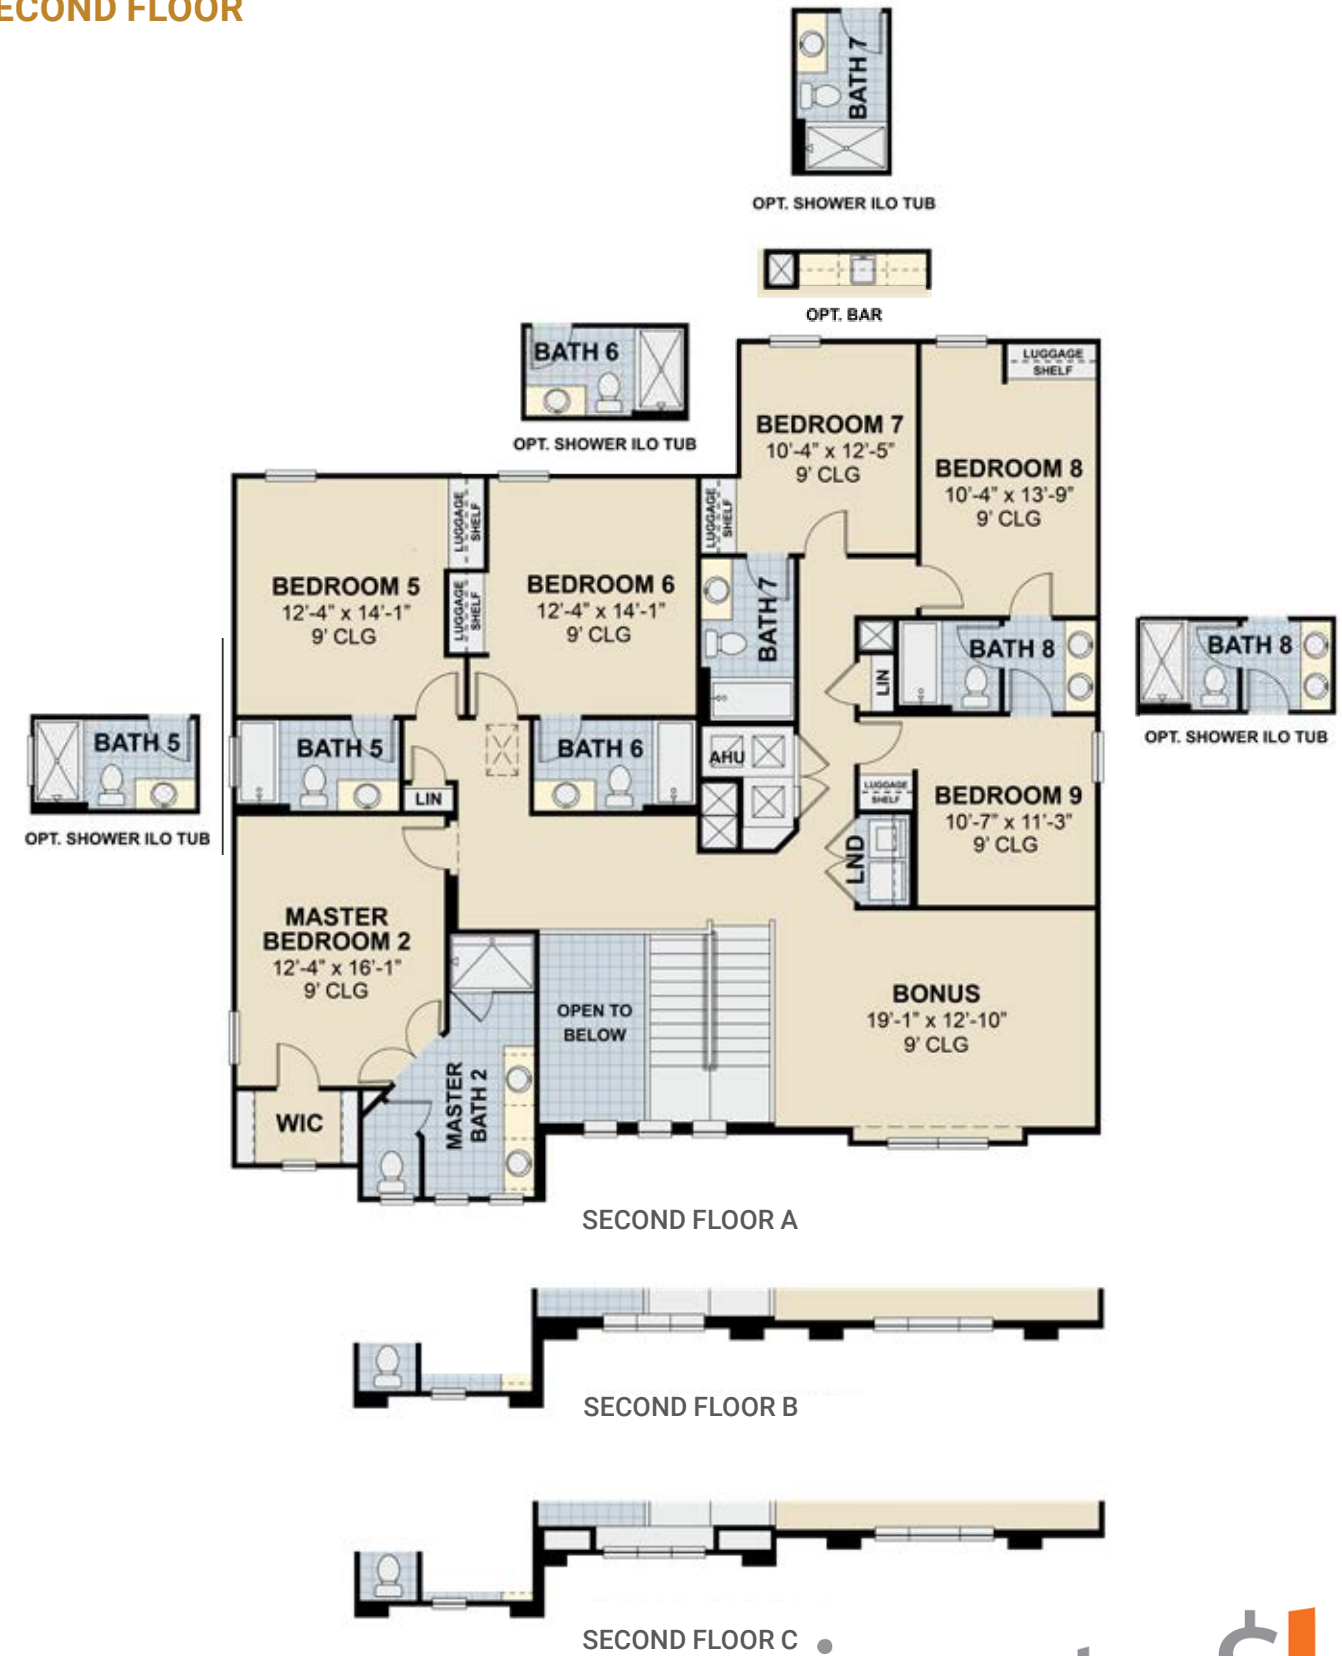 ECOND FLOOR
BATH 7
OPT. SHOWER ILO TUB
OPT. BAR
BATH 6
OPT. SHOWER ILO TUB
LUGGAGE
SHELF
BEDROOM 7
10'-4" x 12'-5"
9' CLG
BEDROOM 8
10'-4" x 13'-9"
9' CLG
LUGGAGE
SHELF
LUGGAGE
SHELF
BEDROOM 5
12'-4" x 14'-1"
9' CLG
LUGGAGE
SHELF
BEDROOM 6
12'-4" x 14'-1"
9' CLG
BATH 7
BATH 8
LIN
BATH 8
OPT. SHOWER ILO TUB
BATH 5
OPT. SHOWER ILO TUB
BATH 5
LIN
BATH 6
AHU
LUGGAGE
SHELF
BEDROOM 9
10'-7" x 11'-3"
9' CLG
LND
MASTER
BEDROOM 2
12'-4" x 16'-1"
9' CLG
OPEN TO
BELOW
BONUS
19'-1" x 12'-10"
9' CLG
MASTER
BATH 2
WIC
SECOND FLOOR A
SECOND FLOOR B
SECOND FLOOR C